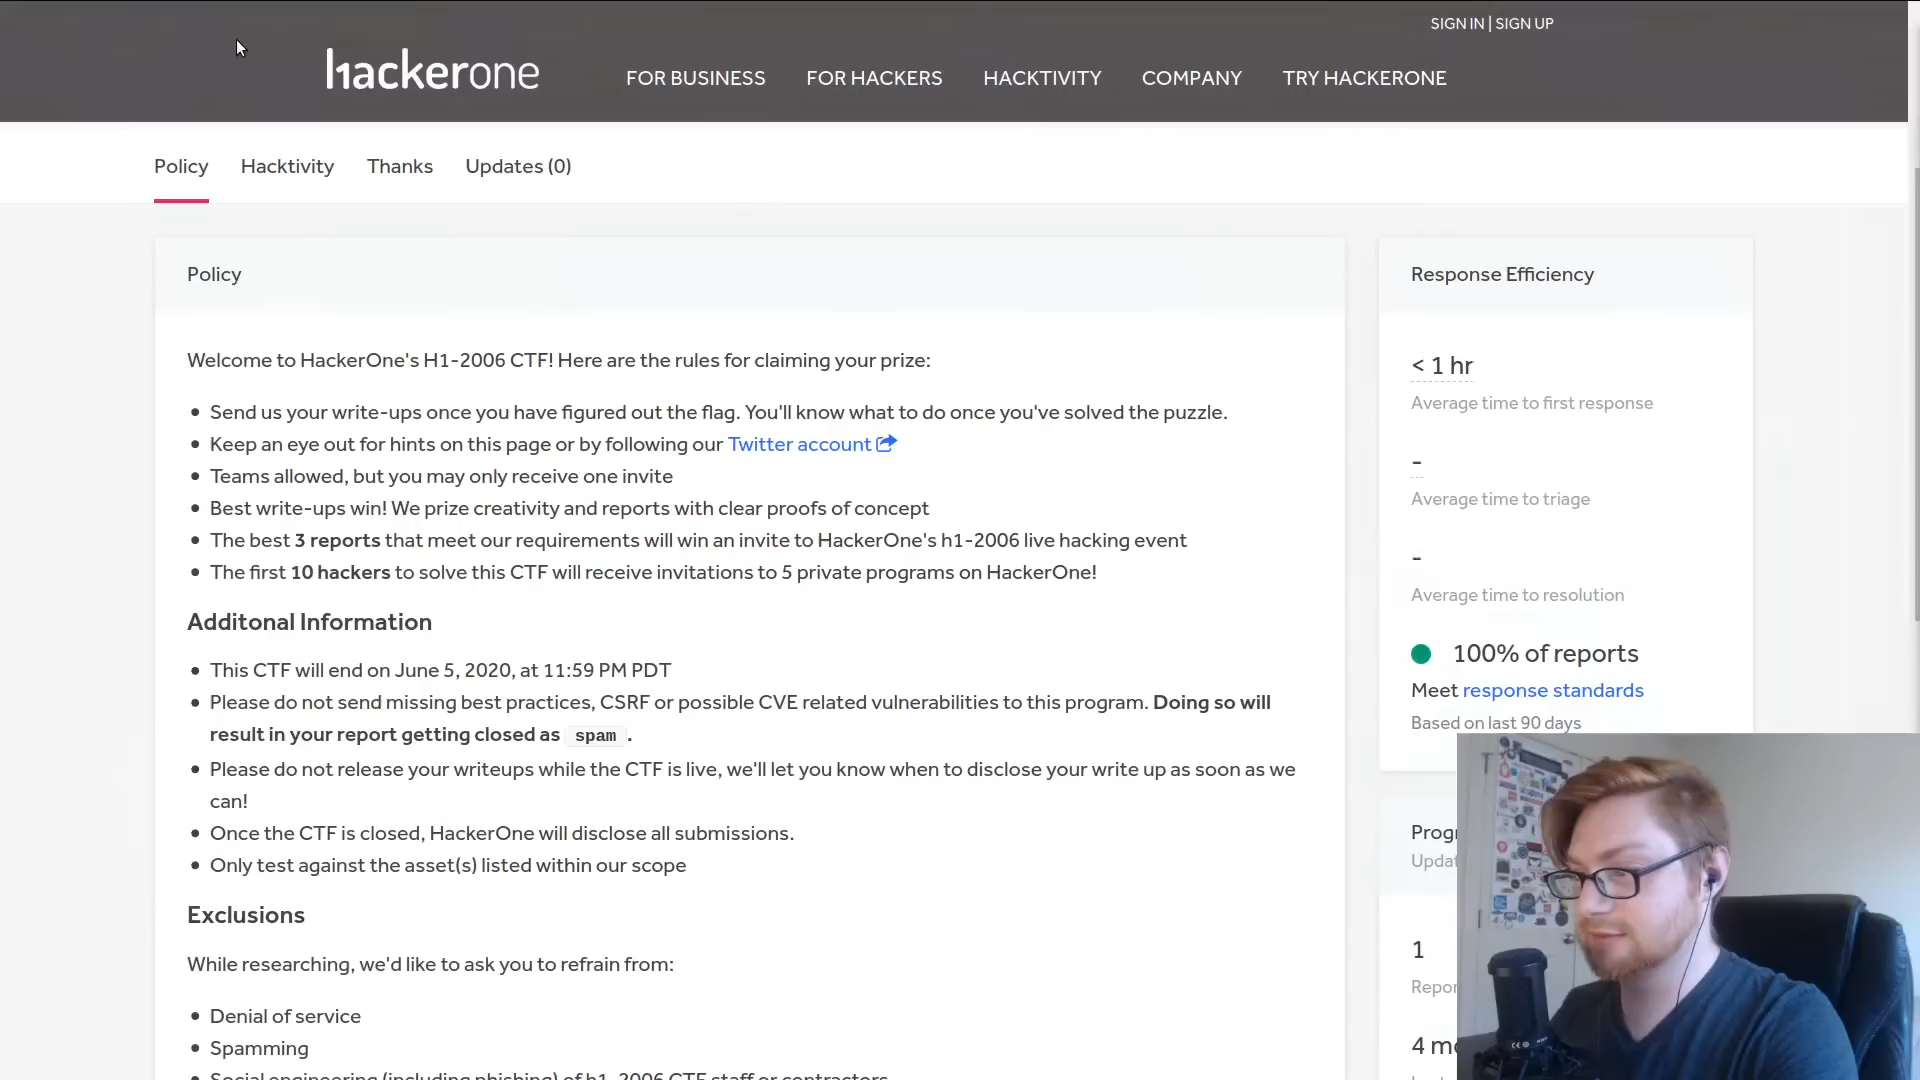 SIGN IN | SIGN UP
hackerone
FOR BUSINESS FOR HACKERS HACKTIVITY COMPANY TRY HACKERONE
Policy Hacktivity Thanks Updates (0)
Policy
Welcome to HackerOne's H1-2006 CTF! Here are the rules for claiming your prize:
Send us your write-ups once you have figured out the flag. You'll know what to do once you've solved the puzzle.
Keep an eye out for hints on this page or by following our Twitter account
Teams allowed, but you may only receive one invite
Best write-ups win! We prize creativity and reports with clear proofs of concept
The best 3 reports that meet our requirements will win an invite to HackerOne's h1-2006 live hacking event
The first 10 hackers to solve this CTF will receive invitations to 5 private programs on HackerOne!
Additonal Information
This CTF will end on June 5, 2020, at 11:59 PM PDT
Please do not send missing best practices, CSRF or possible CVE related vulnerabilities to this program. Doing so will
result in your report getting closed as spam.
Please do not release your writeups while the CTF is live, we'll let you know when to disclose your write up as soon as we
can!
Once the CTF is closed, HackerOne will disclose all submissions.
Only test against the asset(s) listed within our scope
Exclusions
While researching, we'd like to ask you to refrain from:
Denial of service
Spamming
Social engineering (including phishing) of h1-2006 CTF staff or contractors
Response Efficiency
< 1 hr
Average time to first response
-
Average time to triage
-
Average time to resolution
100% of reports
Meet response standards
Based on last 90 days
1
4